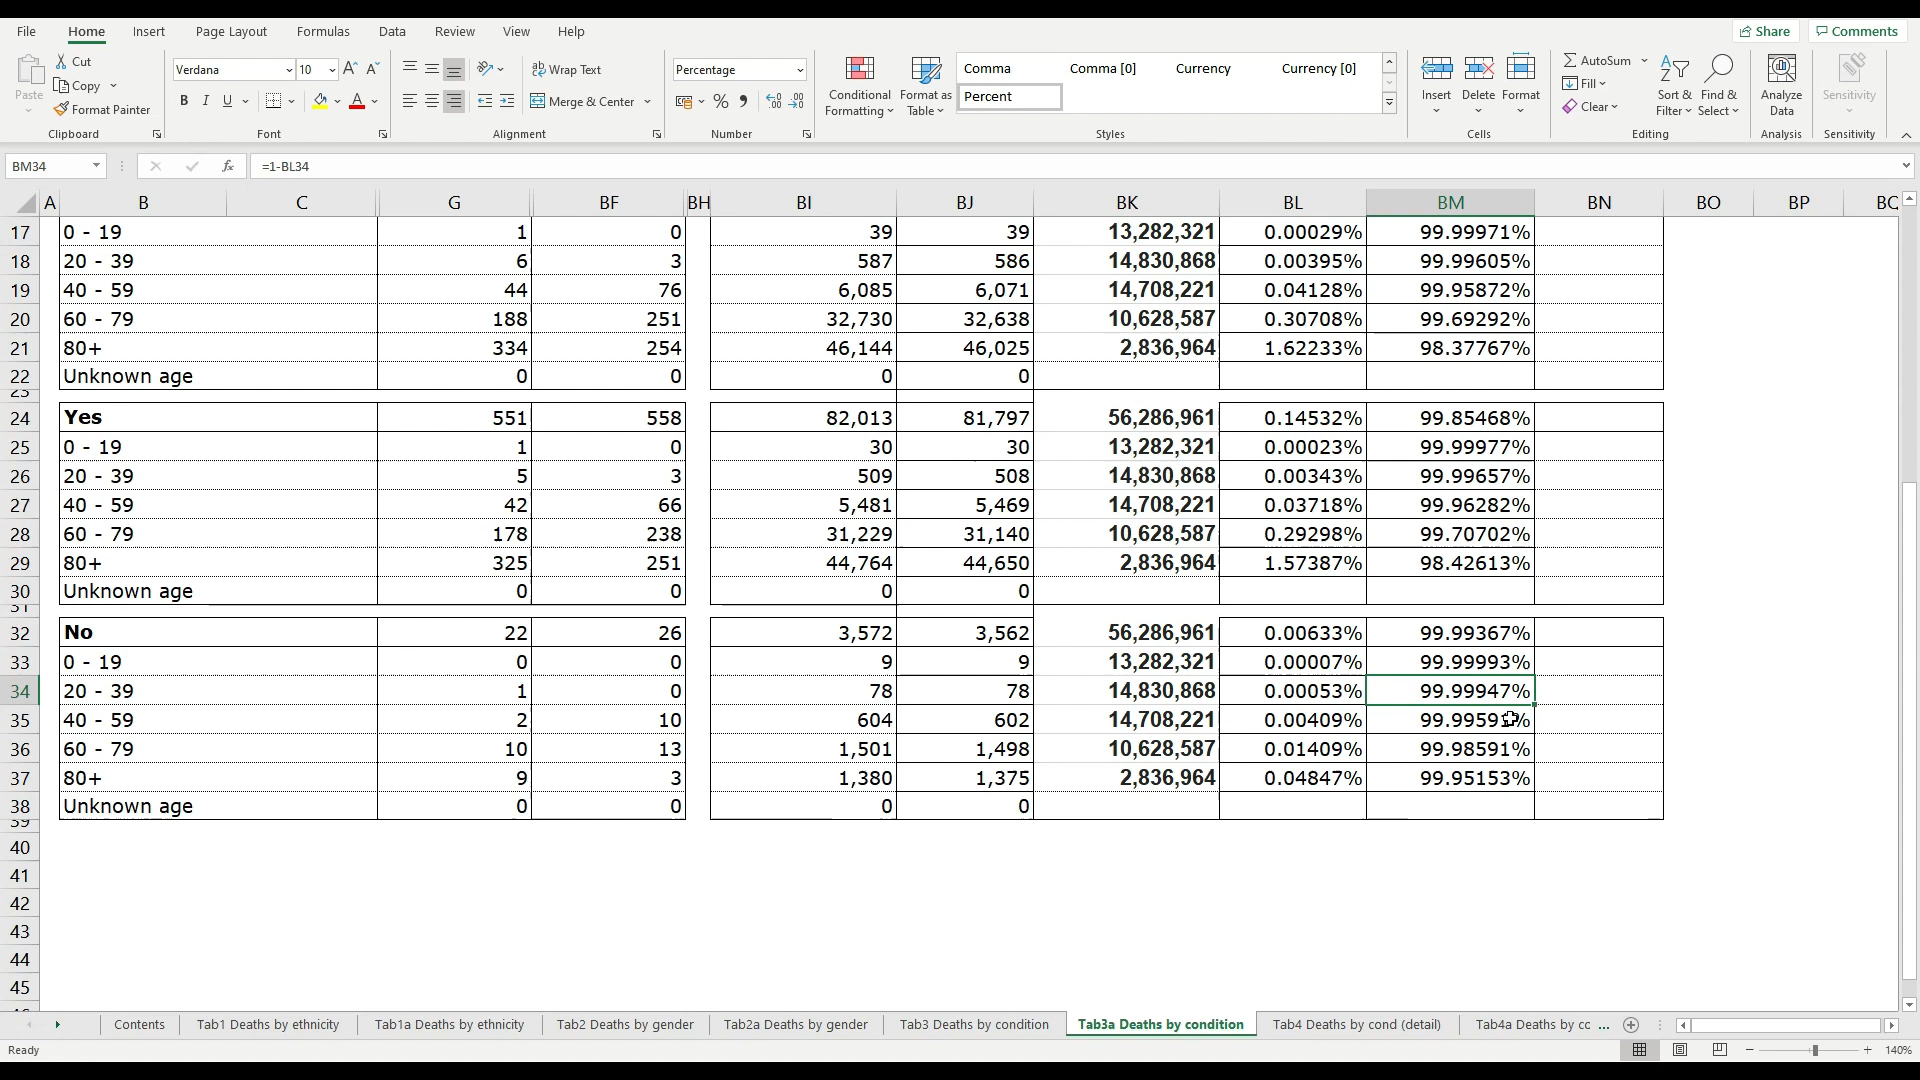 File Home Insert Page Layout Formulas Data Review View Help Share Comments
Paste Cut Copy Format Painter Clipboard
Verdana 10 B I U Font
Wrap Text Merge & Center Alignment
Percentage % Number
Conditional Formatting Format as Table
Comma Comma [0] Currency Currency [0]
Percent
Styles
Insert Delete Format Cells
AutoSum Fill Clear Sort & Filter Find & Select Editing
Analyze Data Analysis
Sensitivity Sensitivity
BM34 fx =1-BL34
A B C G BF BH BI BJ BK BL BM BN BO BP
17 0 - 19 1 0 39 39 13,282,321 0.00029% 99.99971%
18 20 - 39 6 3 587 586 14,830,868 0.00395% 99.99605%
19 40 - 59 44 76 6,085 6,071 14,708,221 0.04128% 99.95872%
20 60 - 79 188 251 32,730 32,638 10,628,587 0.30708% 99.69292%
21 80+ 334 254 46,144 46,025 2,836,964 1.62233% 98.37767%
22 Unknown age 0 0 0 0
23
24 Yes 551 558 82,013 81,797 56,286,961 0.14532% 99.85468%
25 0 - 19 1 0 30 30 13,282,321 0.00023% 99.99977%
26 20 - 39 5 3 509 508 14,830,868 0.00343% 99.99657%
27 40 - 59 42 66 5,481 5,469 14,708,221 0.03718% 99.96282%
28 60 - 79 178 238 31,229 31,140 10,628,587 0.29298% 99.70702%
29 80+ 325 251 44,764 44,650 2,836,964 1.57387% 98.42613%
30 Unknown age 0 0 0 0
31
32 No 22 26 3,572 3,562 56,286,961 0.00633% 99.99367%
33 0 - 19 0 0 9 9 13,282,321 0.00007% 99.99993%
34 20 - 39 1 0 78 78 14,830,868 0.00053% 99.99947%
35 40 - 59 2 10 604 602 14,708,221 0.00409% 99.99591%
36 60 - 79 10 13 1,501 1,498 10,628,587 0.01409% 99.98591%
37 80+ 9 3 1,380 1,375 2,836,964 0.04847% 99.95153%
38 Unknown age 0 0 0 0
39
40
41
42
43
44
45
Contents Tab1 Deaths by ethnicity Tab1a Deaths by ethnicity Tab2 Deaths by gender Tab2a Deaths by gender Tab3 Deaths by condition Tab3a Deaths by condition Tab4 Deaths by cond (detail) Tab4a Deaths by cc ...
Ready 140%